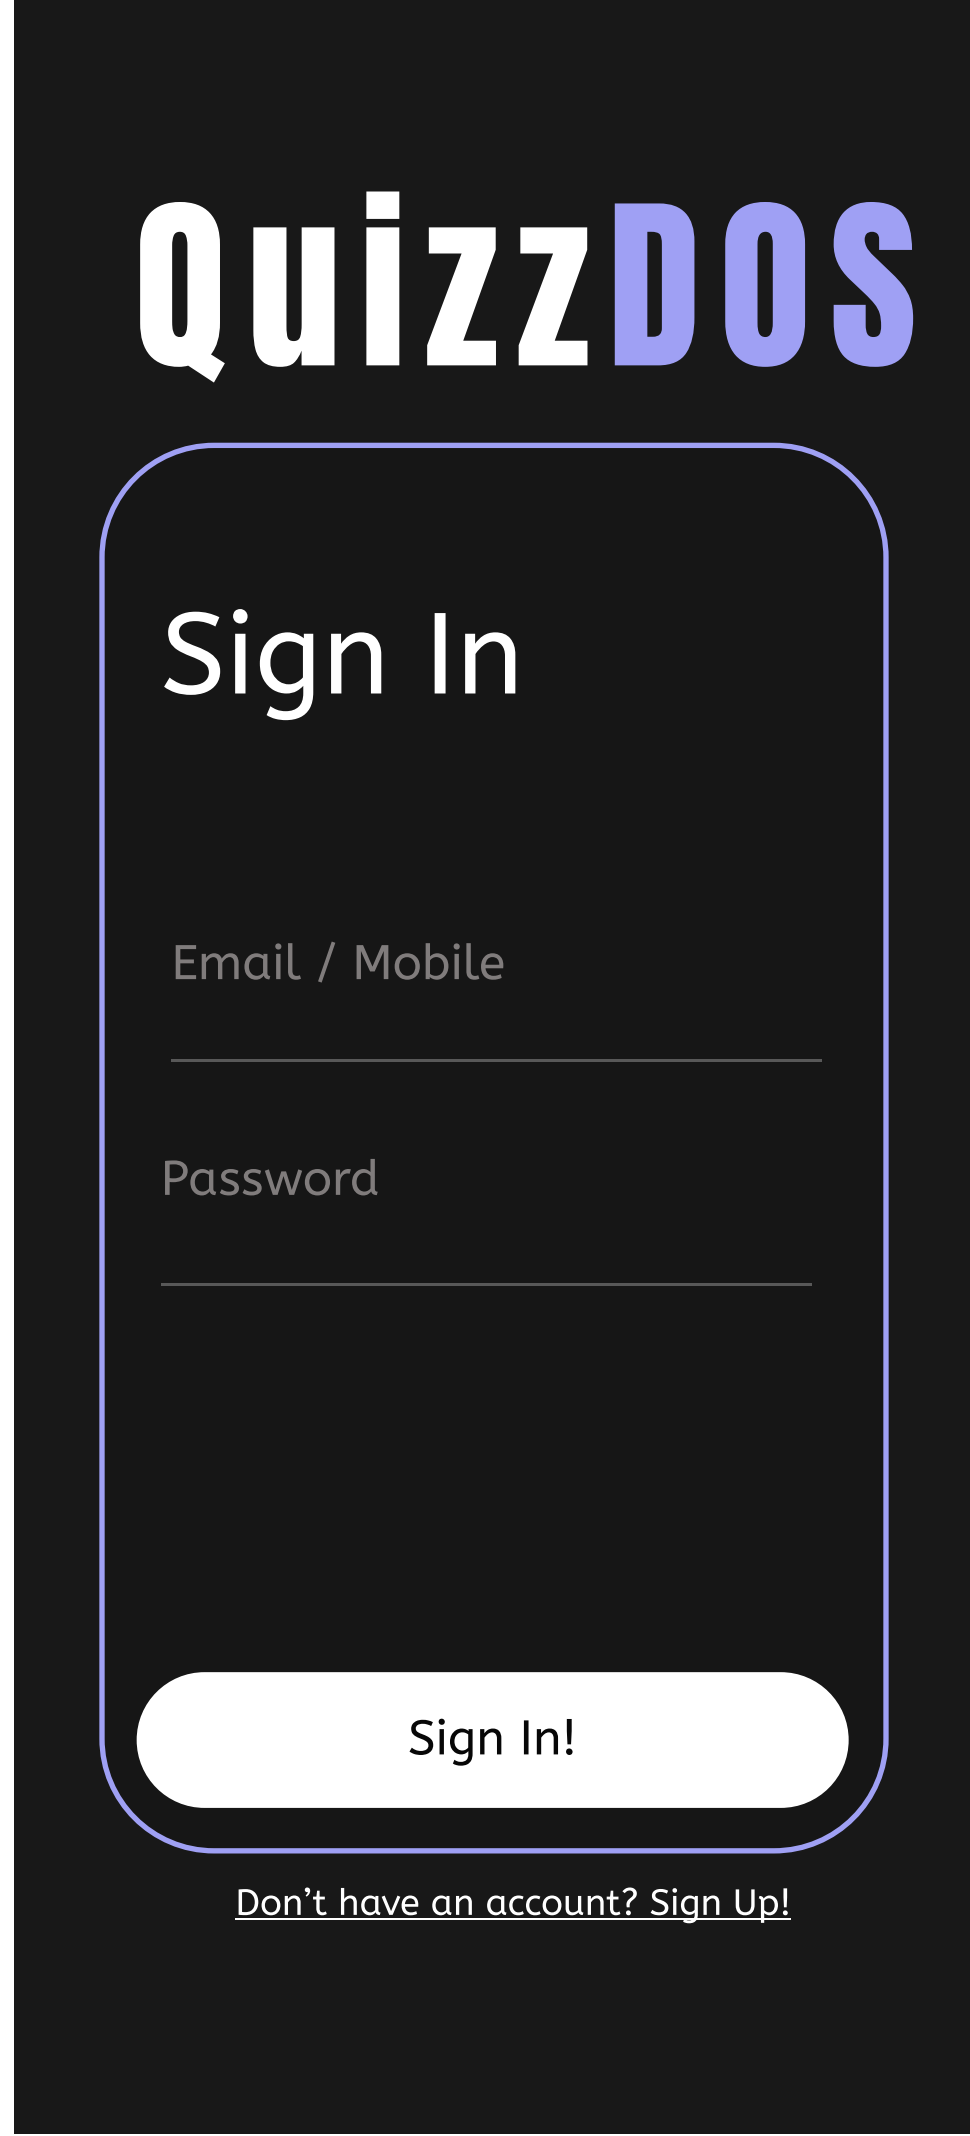 QuizzDOS
Sign In
Email / Mobile
Password
Sign In!
Don’t have an account? Sign Up!